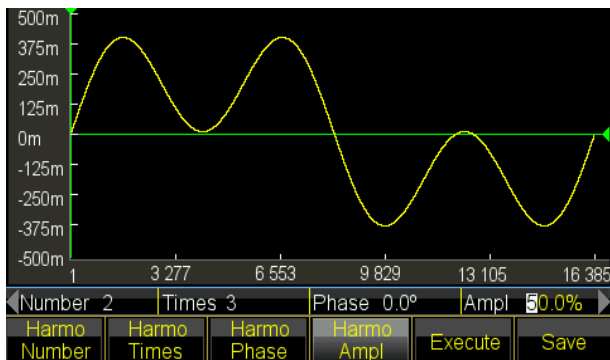 500m
375m
250m
125m
0m
-125m
-250m
-375m
-500m
1 3 277 6 553 9 829 13 105 16 385
Number 2 Times 3 Phase 0.0° Ampl 50.0%
Harmo Number Harmo Times Harmo Phase Harmo Ampl Execute Save